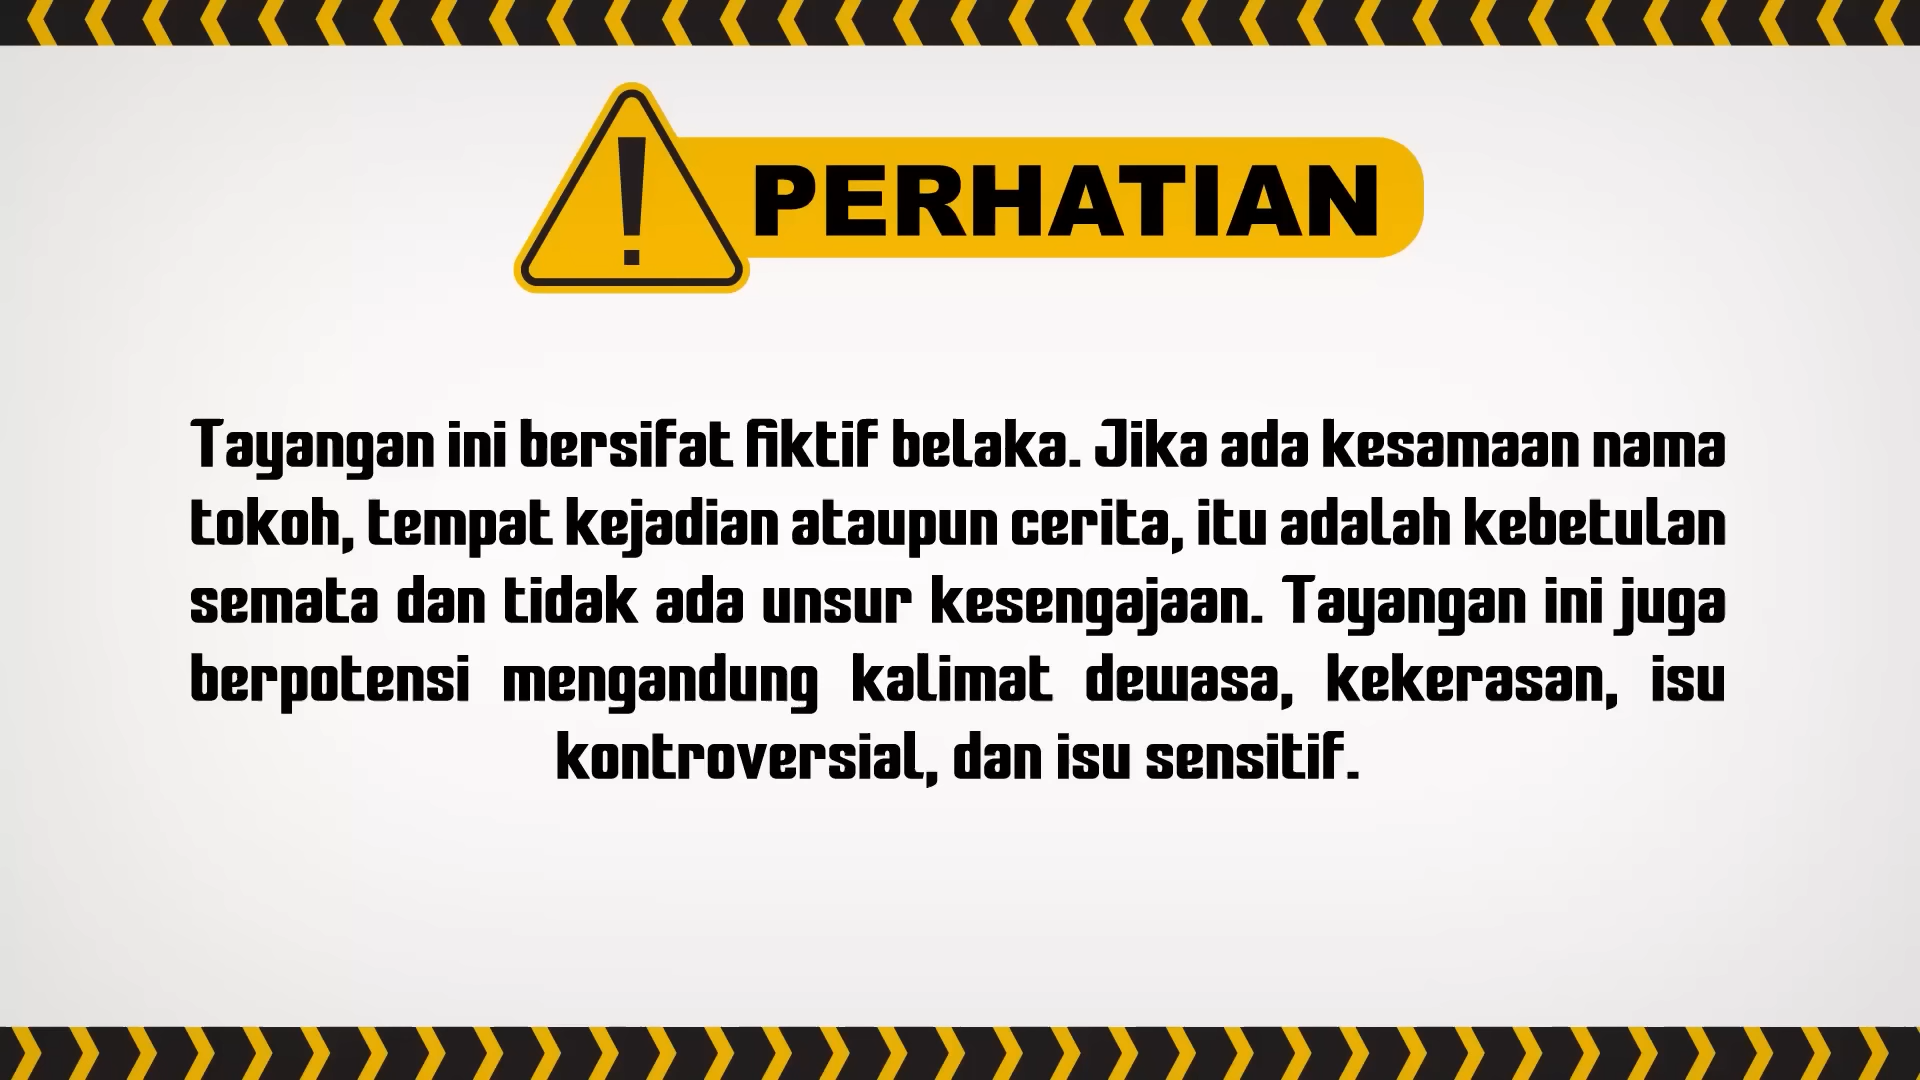 PERHATIAN
Tayangan ini bersifat fiktif belaka. Jika ada kesamaan nama
tokoh, tempat kejadian ataupun cerita, itu adalah kebetulan
semata dan tidak ada unsur kesengajaan. Tayangan ini juga
berpotensi mengandung kalimat dewasa, kekerasan, isu
kontroversial, dan isu sensitif.